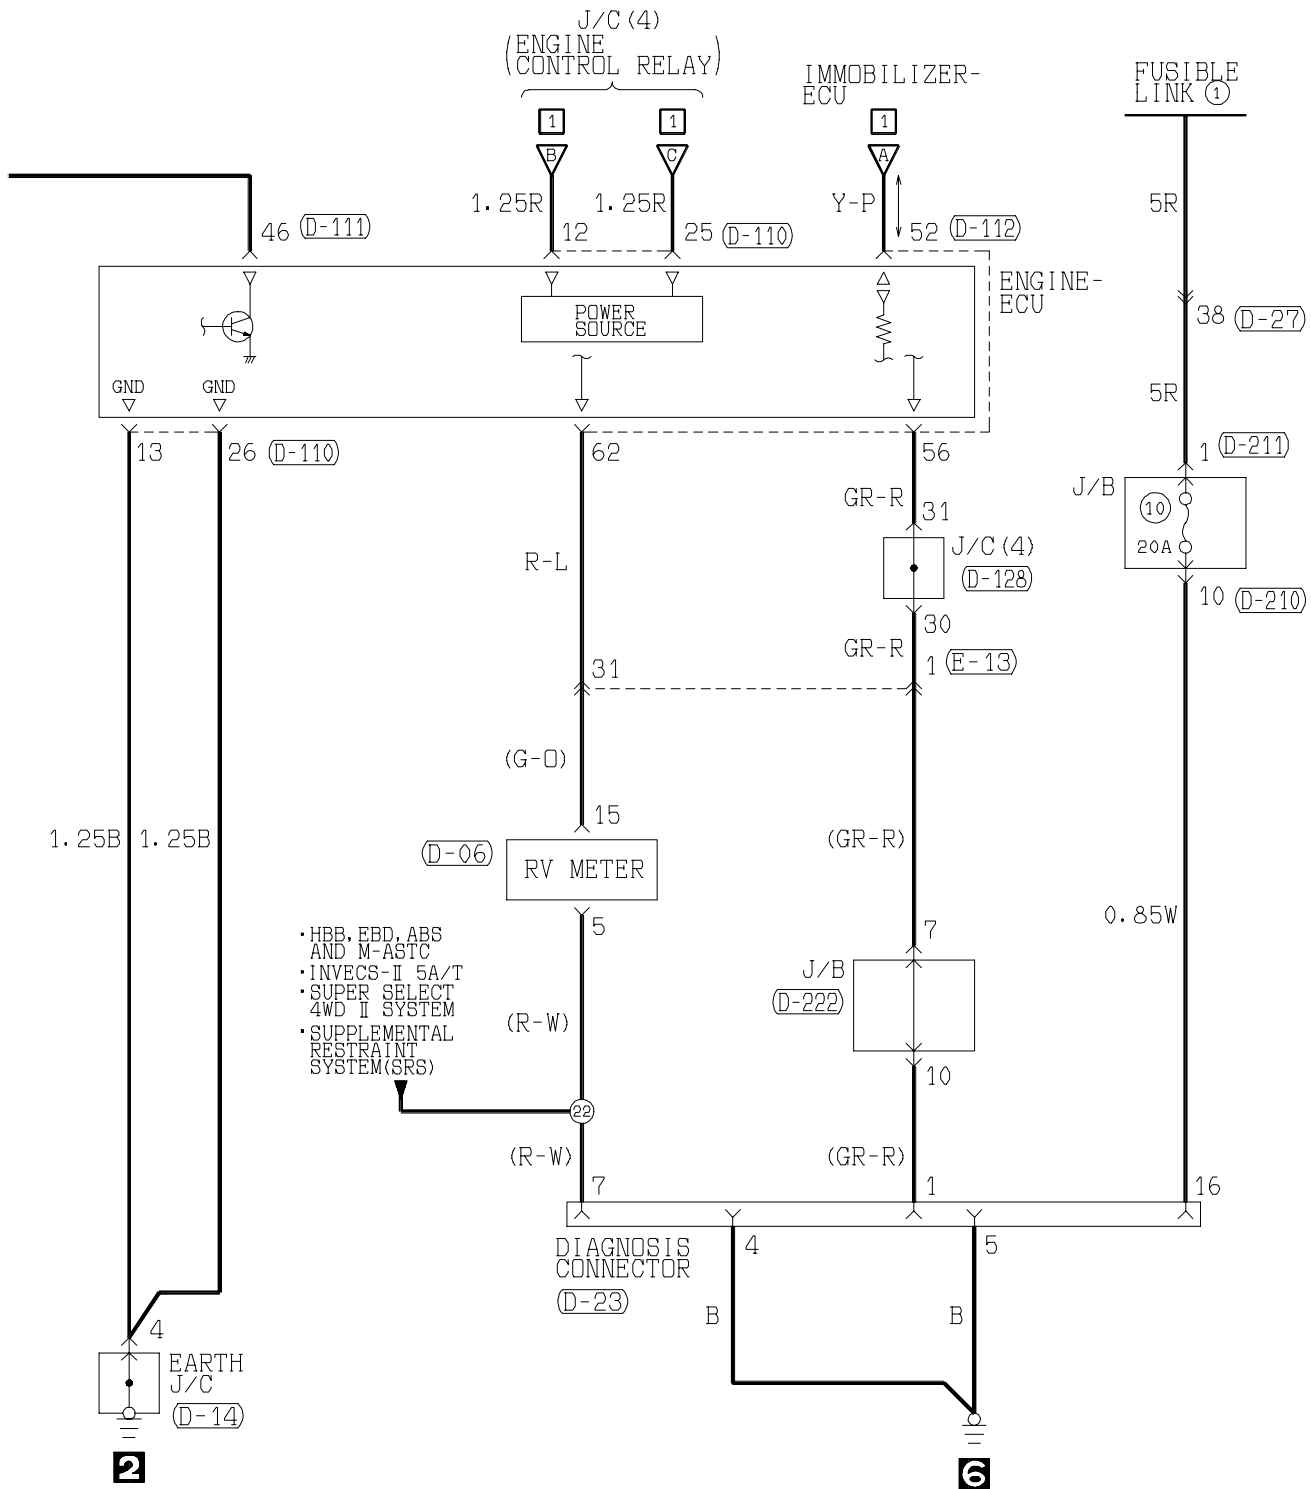 J/C(4)
(ENGINE
CONTROL RELAY)
IMMOBILIZER-
ECU
FUSIBLE
LINK ①
1
1
1
B
C
A
1.25R
1.25R
Y-P
5R
46
(D-111)
12
25
(D-110)
52
(D-112)
ENGINE-
ECU
POWER
SOURCE
38
(D-27)
GND
GND
5R
13
26
(D-110)
62
56
1
(D-211)
J/B
10
20A
GR-R
31
J/C(4)
(D-128)
R-L
10
(D-210)
30
GR-R
1
(E-13)
31
(G-O)
15
1.25B
1.25B
(GR-R)
(D-06)
RV METER
5
7
0.85W
·HBB,EBD,ABS
AND M-ASTC
·INVECS-Ⅱ 5A/T
·SUPER SELECT
4WD Ⅱ SYSTEM
·SUPPLEMENTAL
RESTRAINT
SYSTEM(SRS)
J/B
(D-222)
(R-W)
10
22
(R-W)
(GR-R)
7
1
16
DIAGNOSIS
CONNECTOR
(D-23)
4
5
B
B
4
EARTH
J/C
(D-14)
2
6